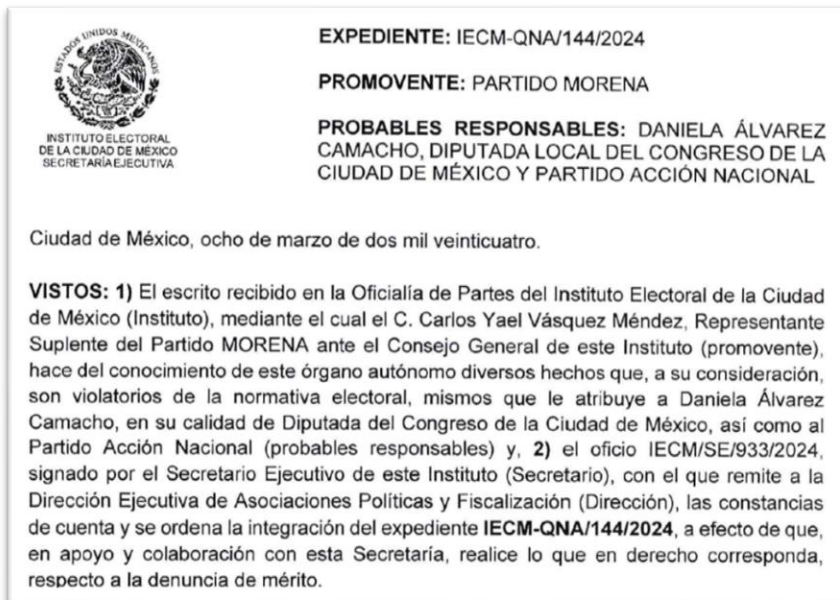 ESTADOS UNIDOS MEXICANOS
INSTITUTO ELECTORAL
DE LA CIUDAD DE MÉXICO
SECRETARÍA EJECUTIVA
EXPEDIENTE: IECM-QNA/144/2024
PROMOVENTE: PARTIDO MORENA
PROBABLES RESPONSABLES: DANIELA ÁLVAREZ
CAMACHO, DIPUTADA LOCAL DEL CONGRESO DE LA
CIUDAD DE MÉXICO Y PARTIDO ACCIÓN NACIONAL
Ciudad de México, ocho de marzo de dos mil veinticuatro.
VISTOS: 1) El escrito recibido en la Oficialía de Partes del Instituto Electoral de la Ciudad
de México (Instituto), mediante el cual el C. Carlos Yael Vásquez Méndez, Representante
Suplente del Partido MORENA ante el Consejo General de este Instituto (promovente),
hace del conocimiento de este órgano autónomo diversos hechos que, a su consideración,
son violatorios de la normativa electoral, mismos que le atribuye a Daniela Álvarez
Camacho, en su calidad de Diputada del Congreso de la Ciudad de México, así como al
Partido Acción Nacional (probables responsables) y, 2) el oficio IECM/SE/933/2024,
signado por el Secretario Ejecutivo de este Instituto (Secretario), con el que remite a la
Dirección Ejecutiva de Asociaciones Políticas y Fiscalización (Dirección), las constancias
de cuenta y se ordena la integración del expediente IECM-QNA/144/2024, a efecto de que,
en apoyo y colaboración con esta Secretaría, realice lo que en derecho corresponda,
respecto a la denuncia de mérito.